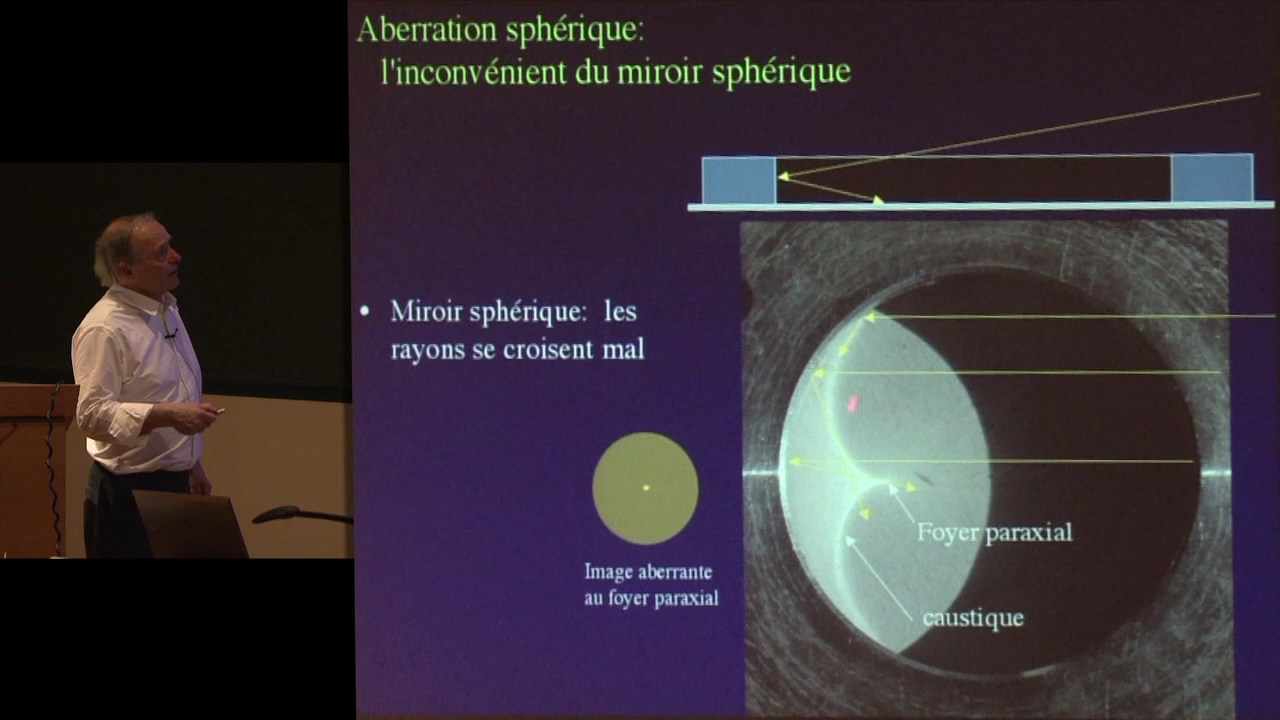 Aberration sphérique:
l'inconvénient du miroir sphérique
• Miroir sphérique: les
rayons se croisent mal
Image aberrante
au foyer paraxial
Foyer paraxial
caustique